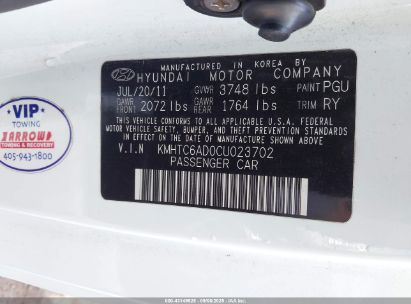 MANUFACTURED IN KOREA BY
HYUNDAI MOTOR COMPANY
JUL/20/11 GVWR 3748 lbs PAINT PGU
GAWR FRONT 2072 lbs GAWR REAR 1764 lbs TRIM RY
THIS VEHICLE CONFORMS TO ALL APPLICABLE U.S.A. FEDERAL
MOTOR VEHICLE SAFETY, BUMPER, AND THEFT PREVENTION STANDARDS
IN EFFECT ON THE DATE OF MANUFACTURE SHOWN ABOVE.
V.I.N KMHTC6AD0CU023702
PASSENGER CAR
VIP
TOWING
ZARROWS
405-943-1800